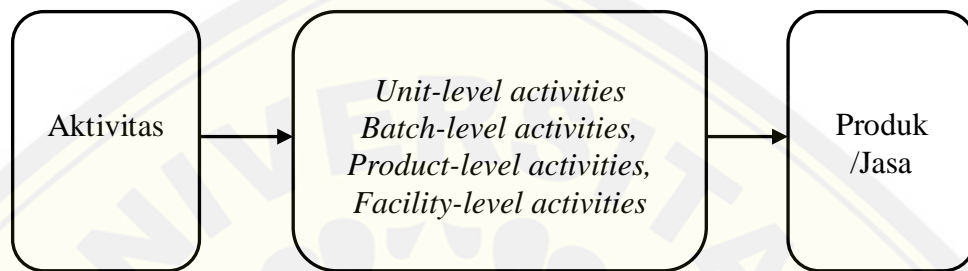 Aktivitas
Unit-level activities
Batch-level activities,
Product-level activities,
Facility-level activities
Produk
/Jasa